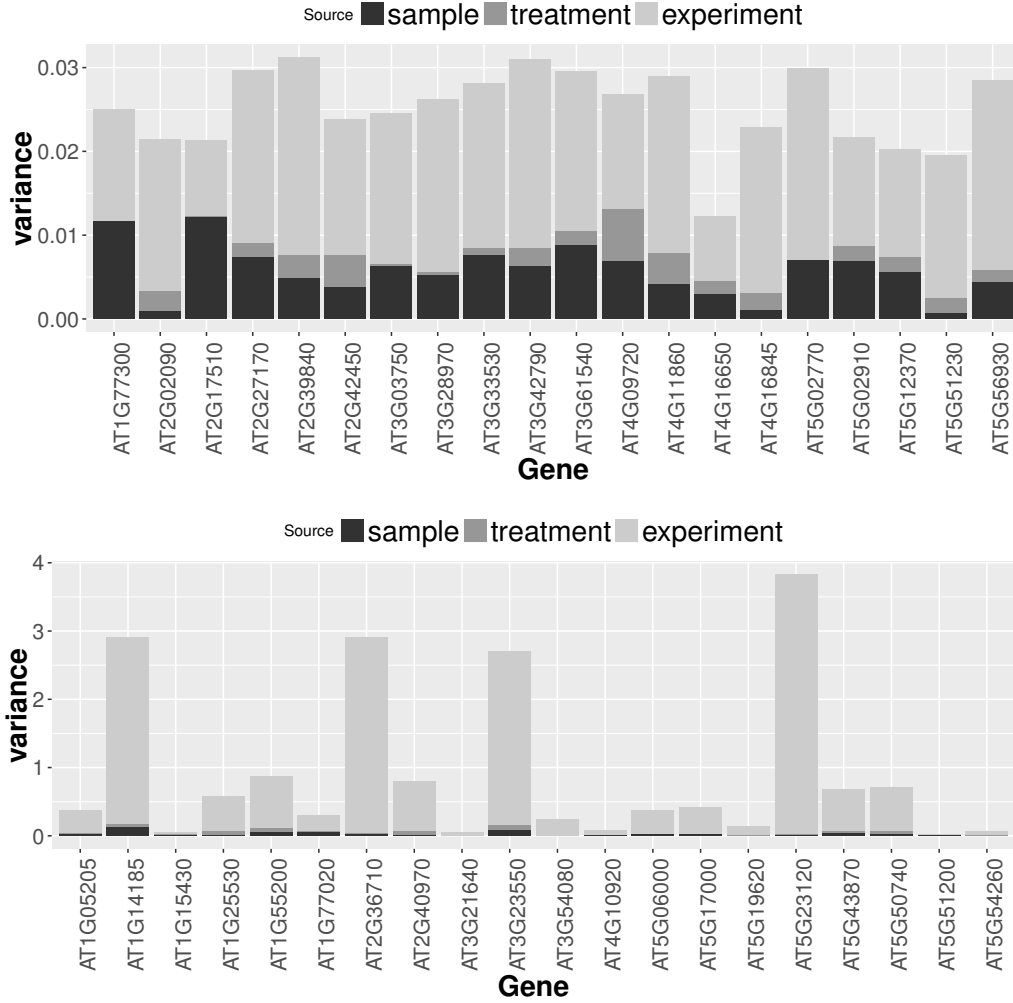 Source sample treatment experiment
0.03
0.02
0.01
0.00
variance
AT1G77300
AT2G02090
AT2G17510
AT2G27170
AT2G39840
AT2G42450
AT3G03750
AT3G28970
AT3G33530
AT3G42790
AT3G61540
AT4G09720
AT4G11860
AT4G16650
AT4G16845
AT5G02770
AT5G02910
AT5G12370
AT5G51230
AT5G56930
Gene
Source sample treatment experiment
4
3
2
1
0
variance
AT1G05205
AT1G14185
AT1G15430
AT1G25530
AT1G55200
AT1G77020
AT2G36710
AT2G40970
AT3G21640
AT3G23550
AT3G54080
AT4G10920
AT5G06000
AT5G17000
AT5G19620
AT5G23120
AT5G43870
AT5G50740
AT5G51200
AT5G54260
Gene